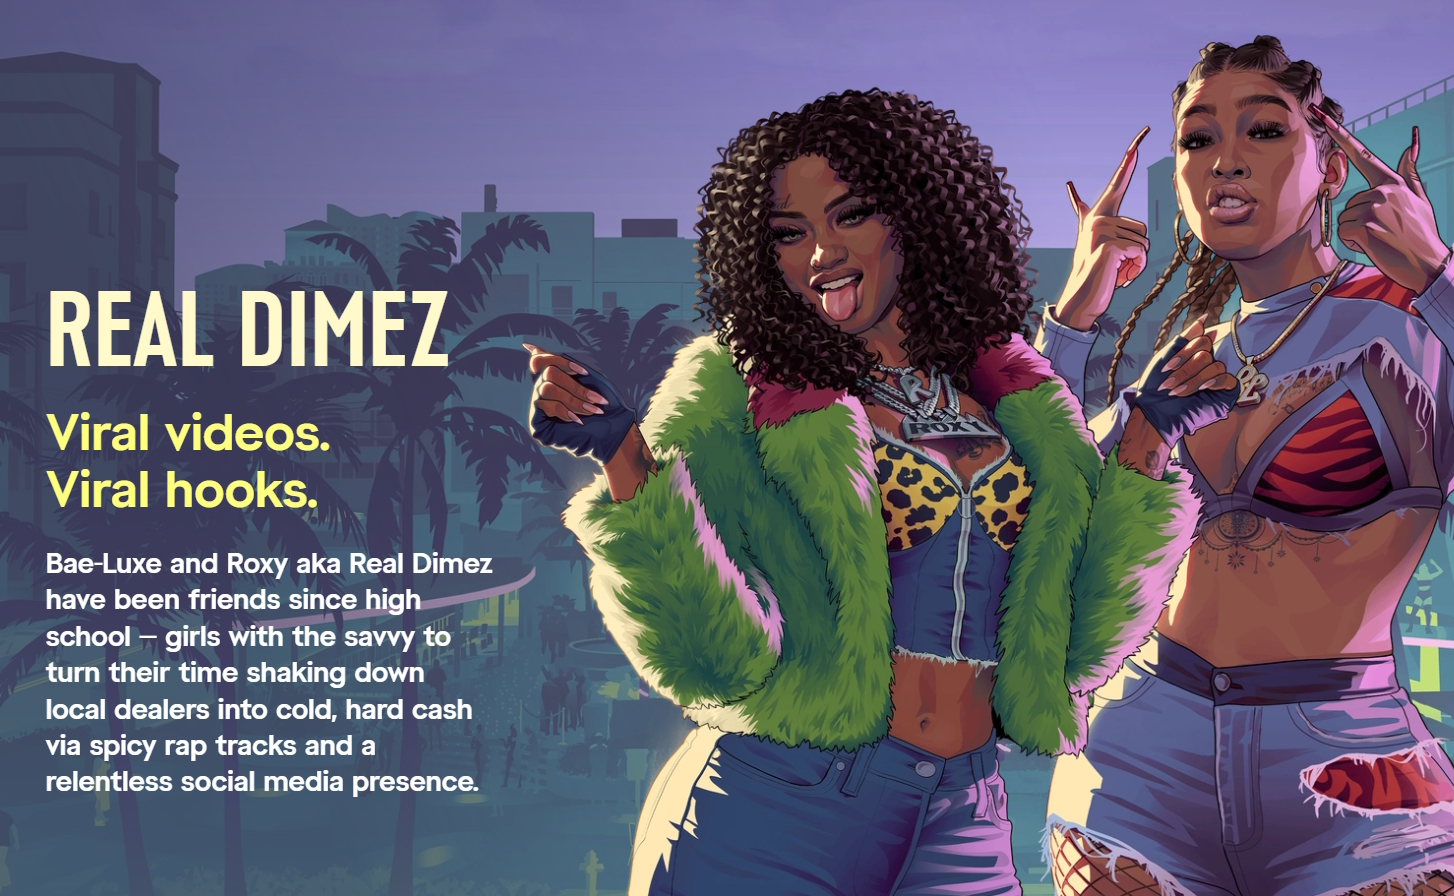 REAL DIMEZ
Viral videos.
Viral hooks.
Bae-Luxe and Roxy aka Real Dimez
have been friends since high
school — girls with the savvy to
turn their time shaking down
local dealers into cold, hard cash
via spicy rap tracks and a
relentless social media presence.
R
ROXY